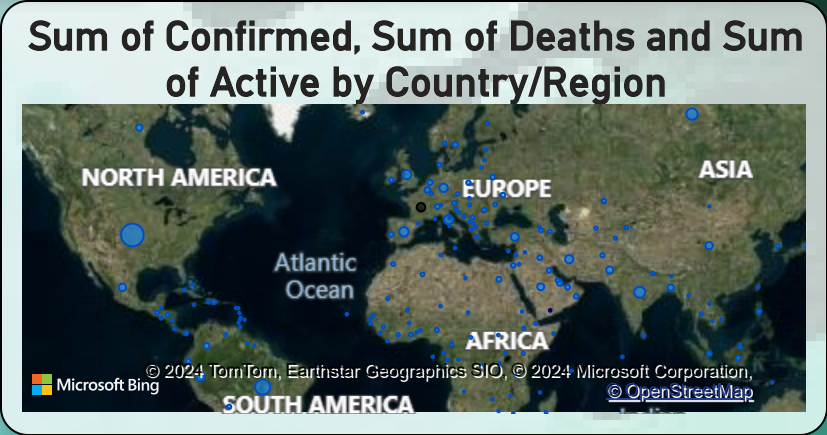 Sum of Confirmed, Sum of Deaths and Sum
of Active by Country/Region
NORTH AMERICA
ASIA
EUROPE
Atlantic
Ocean
AFRICA
© 2024 TomTom, Earthstar Geographics SIO, © 2024 Microsoft Corporation,
Microsoft Bing
© OpenStreetMap
SOUTH AMERICA